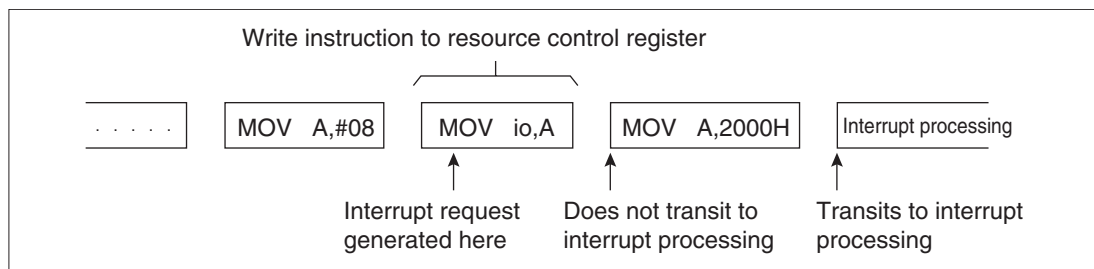 Write instruction to resource control register
. . . . . MOV A,#08 MOV io,A MOV A,2000H Interrupt processing
Interrupt request
generated here
Does not transit to
interrupt processing
Transits to interrupt
processing